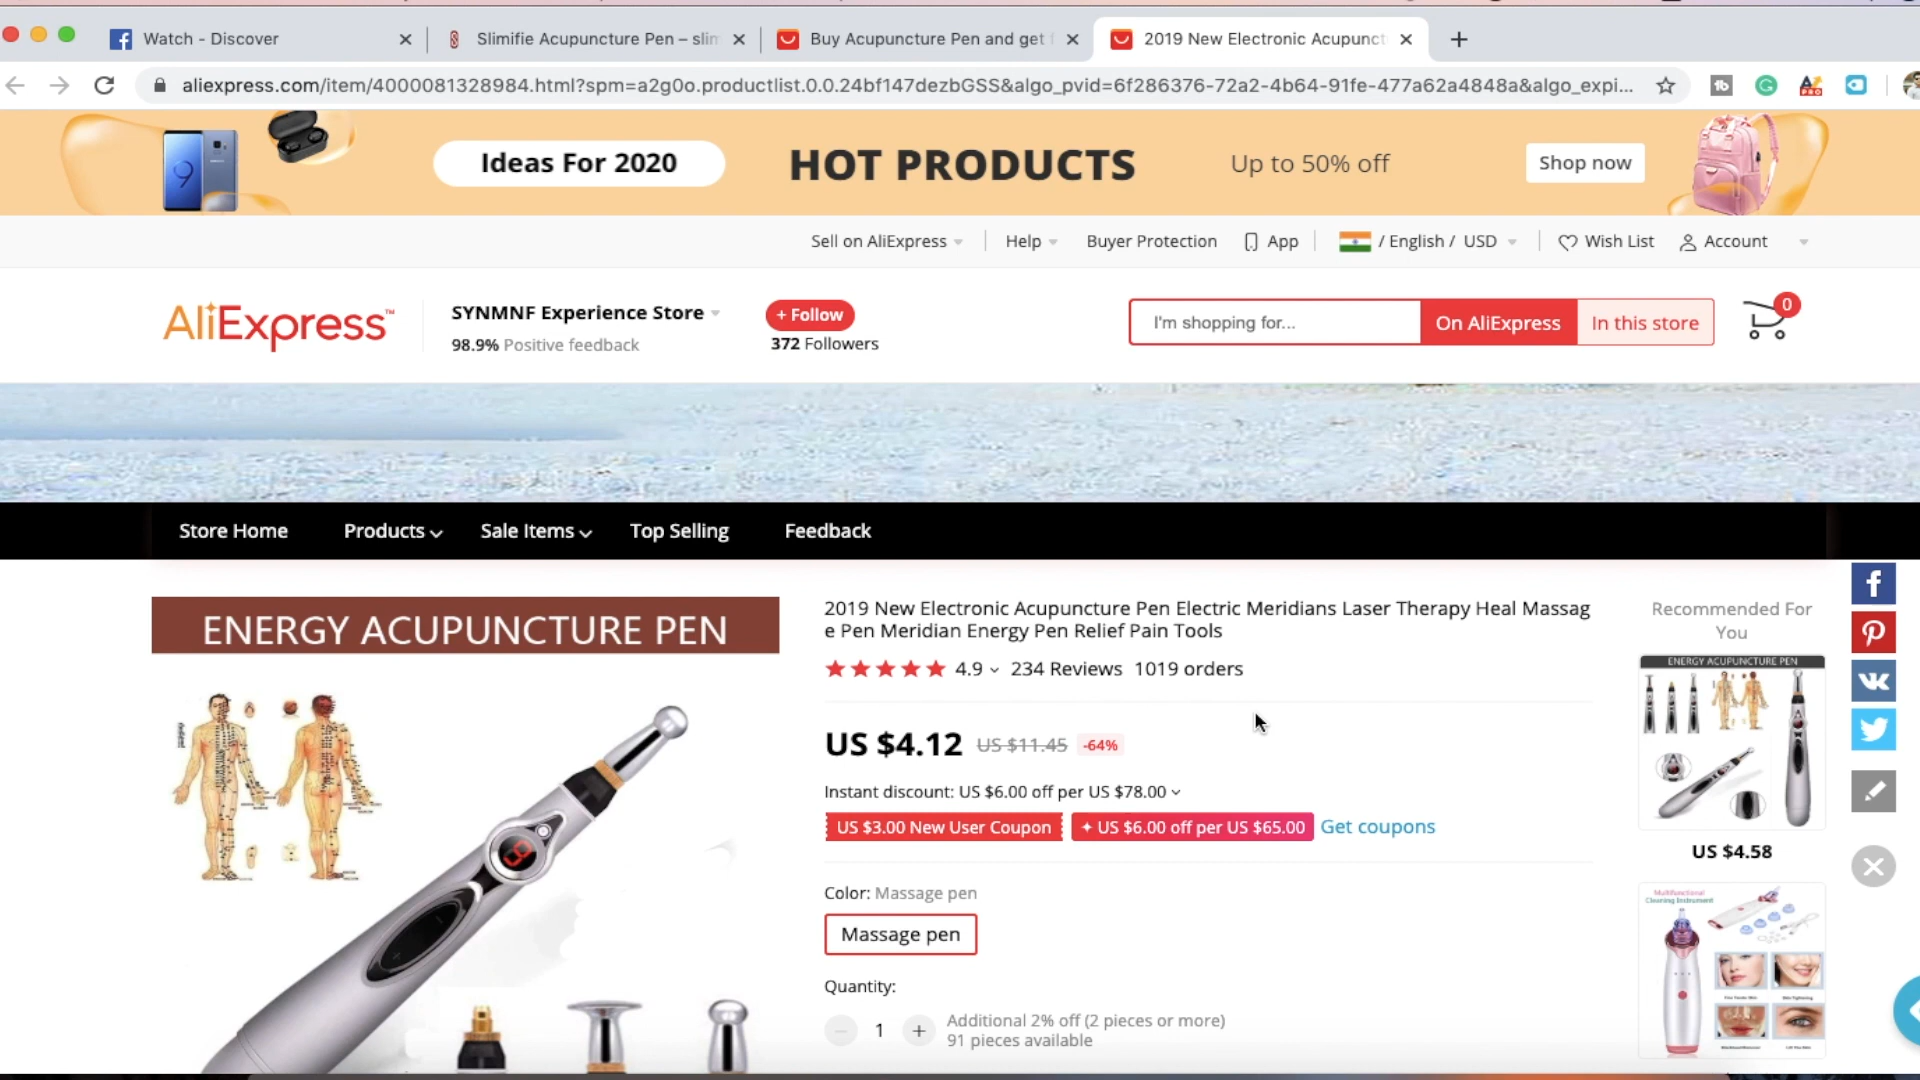 Watch - Discover
Slimifie Acupuncture Pen – slim
Buy Acupuncture Pen and get f
2019 New Electronic Acupunct
aliexpress.com/item/4000081328984.html?spm=a2g0o.productlist.0.0.24bf147dezbGSS&algo_pvid=6f286376-72a2-4b64-91fe-477a62a4848a&algo_expi...
Ideas For 2020
HOT PRODUCTS
Up to 50% off
Shop now
Sell on AliExpress
Help
Buyer Protection
App
/ English / USD
Wish List
Account
AliExpress™
SYNMNF Experience Store
98.9% Positive feedback
+ Follow
372 Followers
I'm shopping for...
On AliExpress
In this store
0
Store Home
Products
Sale Items
Top Selling
Feedback
ENERGY ACUPUNCTURE PEN
2019 New Electronic Acupuncture Pen Electric Meridians Laser Therapy Heal Massag
e Pen Meridian Energy Pen Relief Pain Tools
4.9
234 Reviews
1019 orders
US $4.12
US $11.45
-64%
Instant discount: US $6.00 off per US $78.00
US $3.00 New User Coupon
US $6.00 off per US $65.00
Get coupons
Color: Massage pen
Massage pen
Quantity:
1
Additional 2% off (2 pieces or more)
91 pieces available
Recommended For
You
ENERGY ACUPUNCTURE PEN
US $4.58
Multifunctional
Cleaning Instrument